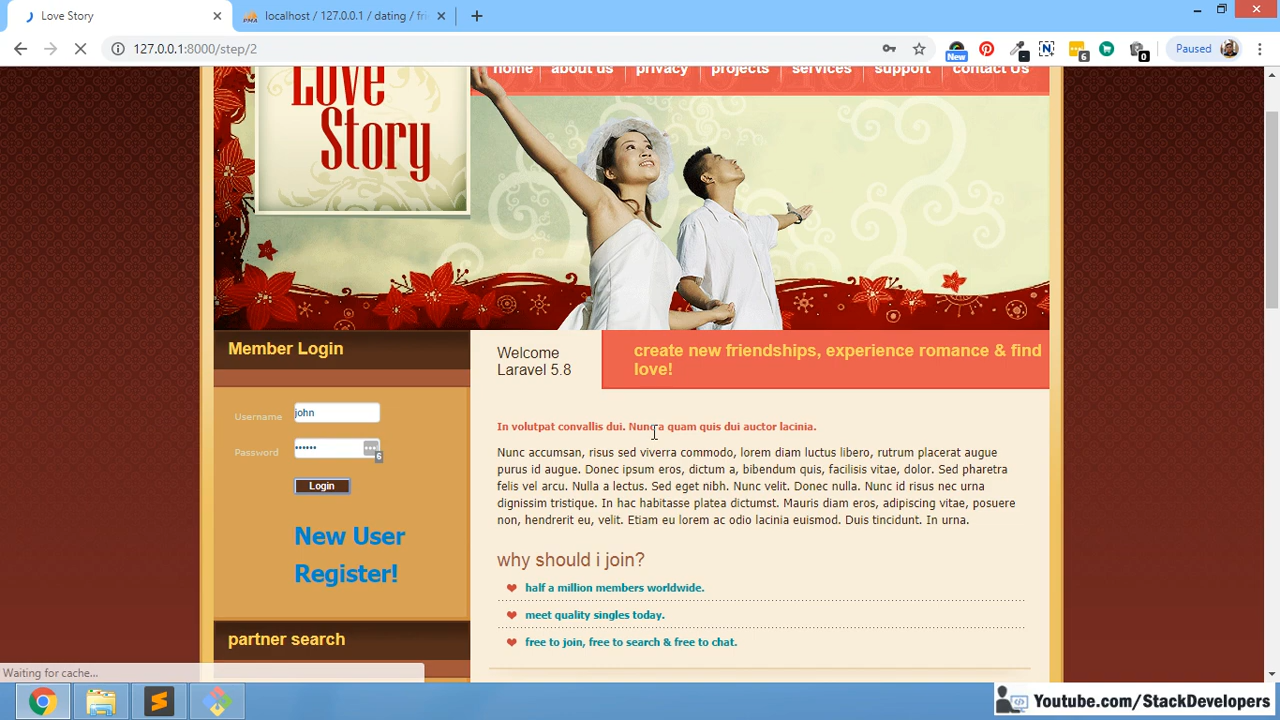 Love Story
localhost / 127.0.0.1 / dating / fri
127.0.0.1:8000/step/2
New
6
0
Paused
home
about us
privacy
projects
services
support
contact us
Love
Story
Member Login
Welcome
Laravel 5.8
create new friendships, experience romance & find
love!
Username
john
Password
••••••
6
Login
New User
Register!
partner search
In volutpat convallis dui. Nuncra quam quis dui auctor lacinia.
Nunc accumsan, risus sed viverra commodo, lorem diam luctus libero, rutrum placerat augue
purus id augue. Donec ipsum eros, dictum a, bibendum quis, facilisis vitae, dolor. Sed pharetra
felis vel arcu. Nulla a lectus. Sed eget nibh. Nunc velit. Donec nulla. Nunc id risus nec urna
dignissim tristique. In hac habitasse platea dictumst. Mauris diam eros, adipiscing vitae, posuere
non, hendrerit eu, velit. Etiam eu lorem ac odio lacinia euismod. Duis tincidunt. In urna.
why should i join?
half a million members worldwide.
meet quality singles today.
free to join, free to search & free to chat.
Waiting for cache...
Youtube.com/StackDevelopers